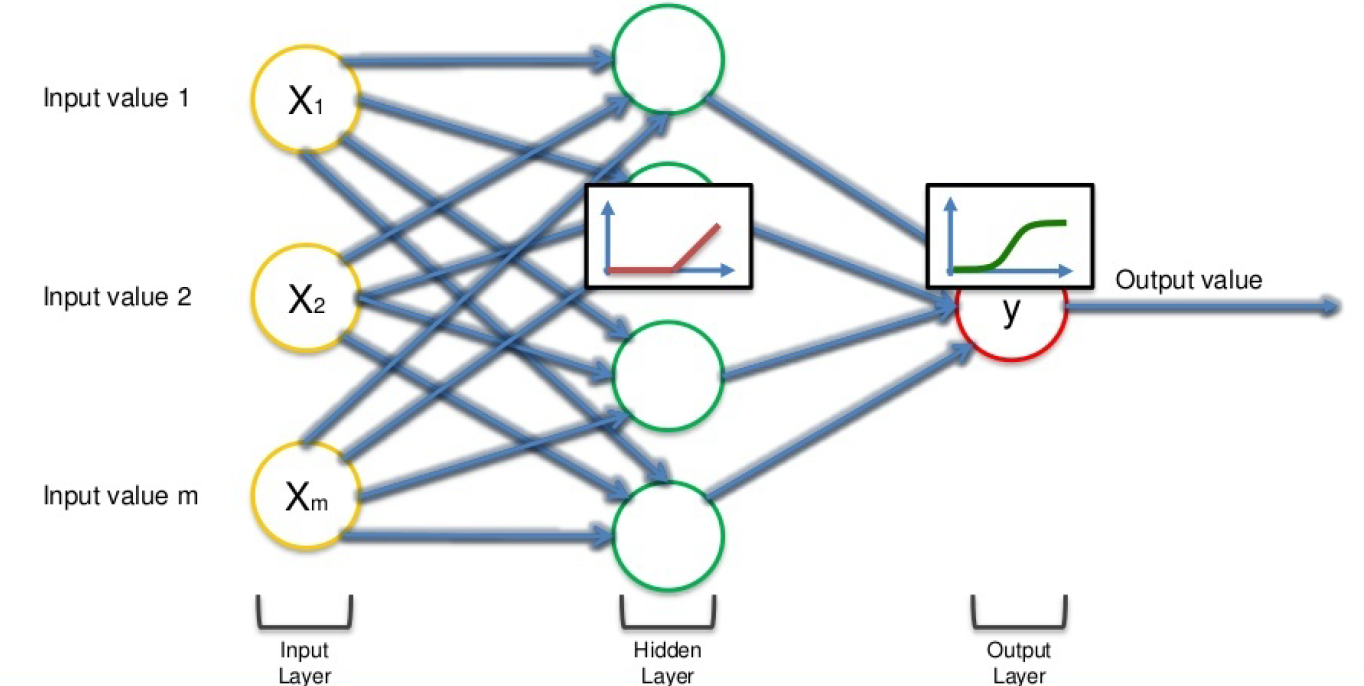 Input value 1
X1
Input value 2
X2
Input value m
Xm
y
Output value
Input
Layer
Hidden
Layer
Output
Layer